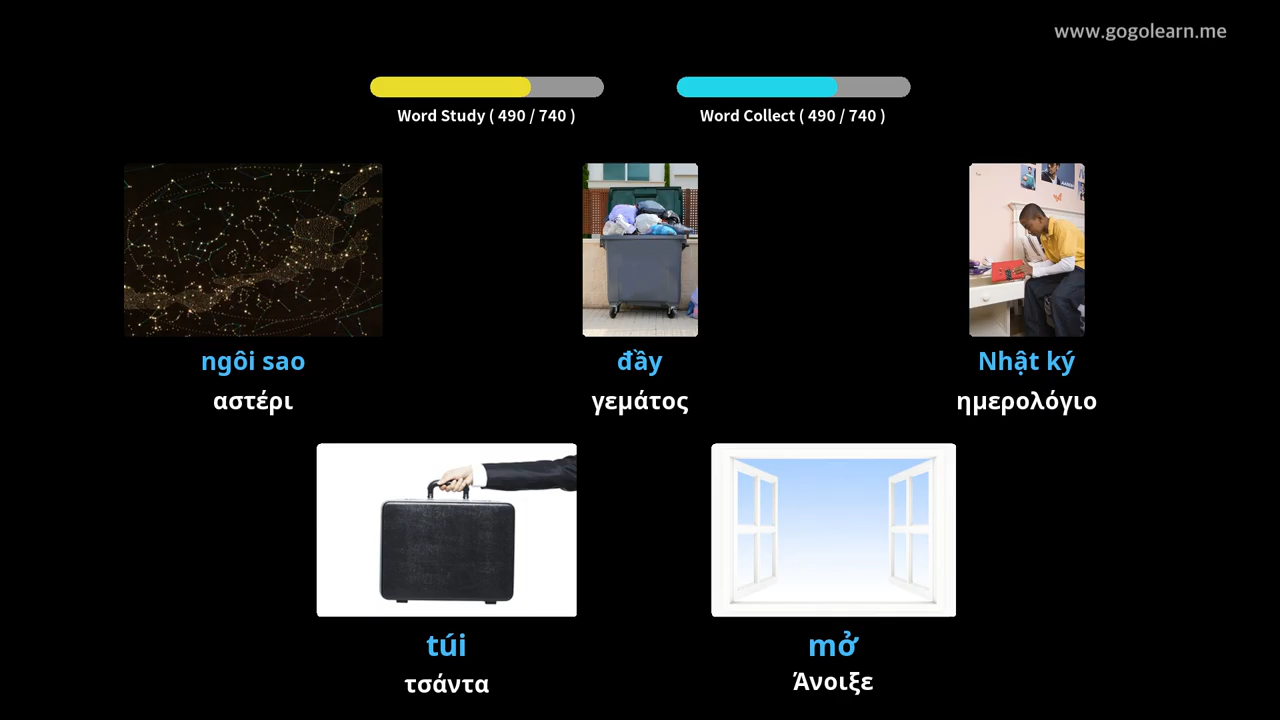 www.gogolearn.me
Word Study ( 490 / 740 )
Word Collect ( 490 / 740 )
ngôi sao
αστέρι
đầy
γεμάτος
Nhật ký
ημερολόγιο
túi
τσάντα
mở
Άνοιξε